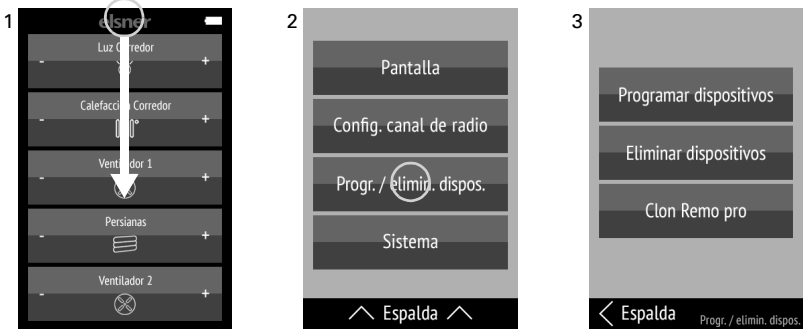 1
elsner
Luz Corredor
- +
Calefacción Corredor
- +
Ventilador 1
- +
Persianas
- +
Ventilador 2
- +
2
Pantalla
Config. canal de radio
Progr. / elimin. dispos.
Sistema
Espalda
3
Programar dispositivos
Eliminar dispositivos
Clon Remo pro
Espalda
Progr. / elimin. dispos.